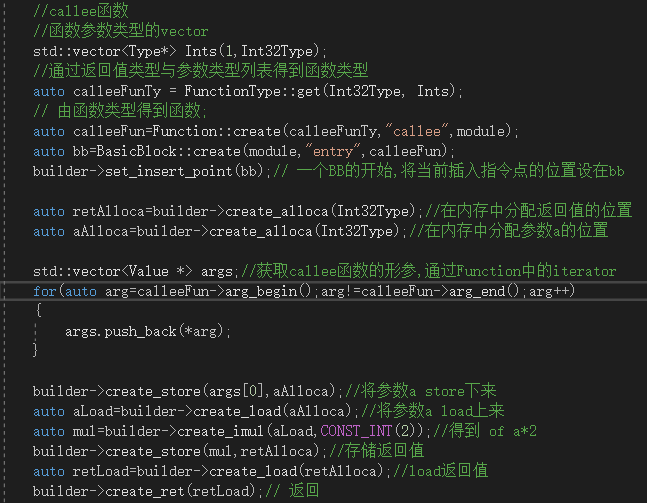 //callee函数
//函数参数类型的vector
std::vector<Type*> Ints(1,Int32Type);
//通过返回值类型与参数类型列表得到函数类型
auto calleeFunTy = FunctionType::get(Int32Type, Ints);
// 由函数类型得到函数;
auto calleeFun=Function::create(calleeFunTy,"callee",module);
auto bb=BasicBlock::create(module,"entry",calleeFun);
builder->set_insert_point(bb);// 一个BB的开始,将当前插入指令点的位置设在bb
auto retAlloca=builder->create_alloca(Int32Type);//在内存中分配返回值的位置
auto aAlloca=builder->create_alloca(Int32Type);//在内存中分配参数a的位置
std::vector<Value *> args;//获取callee函数的形参,通过Function中的iterator
for(auto arg=calleeFun->arg_begin();arg!=calleeFun->arg_end();arg++)
{
args.push_back(*arg);
}
builder->create_store(args[0],aAlloca);//将参数a store下来
auto aLoad=builder->create_load(aAlloca);//将参数a load上来
auto mul=builder->create_imul(aLoad,CONST_INT(2));//得到 of a*2
builder->create_store(mul,retAlloca);//存储返回值
auto retLoad=builder->create_load(retAlloca);//load返回值
builder->create_ret(retLoad);// 返回